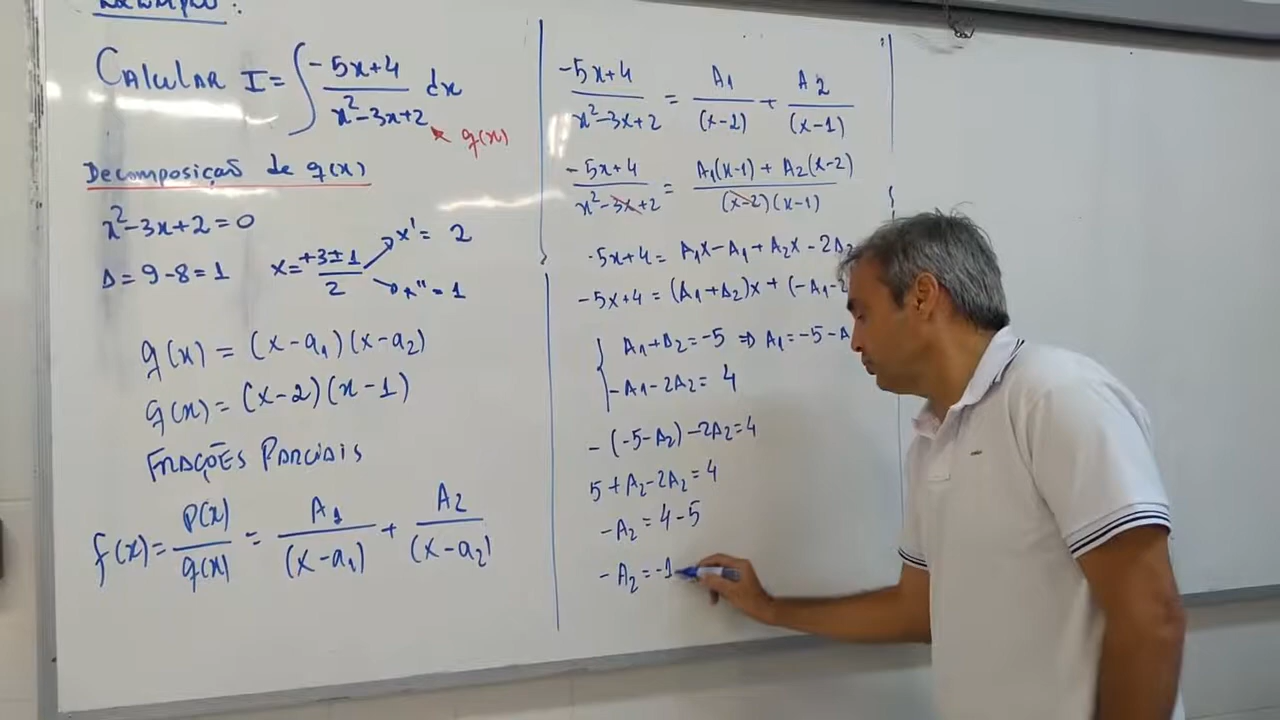 Exemplo:
Calcular I = ∫ (-5x+4)/(x²-3x+2) dx
q(x)
Decomposição de q(x)
x²-3x+2=0
Δ = 9-8 = 1 x = (+3±1)/2 x' = 2
x'' = 1
q(x) = (x-a₁)(x-a₂)
q(x) = (x-2)(x-1)
Frações Parciais
f(x) = P(x)/q(x) = A₁/(x-a₁) + A₂/(x-a₂)
(-5x+4)/(x²-3x+2) = A₁/(x-2) + A₂/(x-1)
(-5x+4)/(x²-3x+2) = (A₁(x-1) + A₂(x-2))/((x-2)(x-1))
-5x+4 = A₁x - A₁ + A₂x - 2A₂
-5x+4 = (A₁+A₂)x + (-A₁-2
A₁+A₂ = -5 ⇒ A₁ = -5-A
-A₁-2A₂ = 4
-(-5-A₂)-2A₂=4
5+A₂-2A₂=4
-A₂ = 4-5
-A₂ = -1